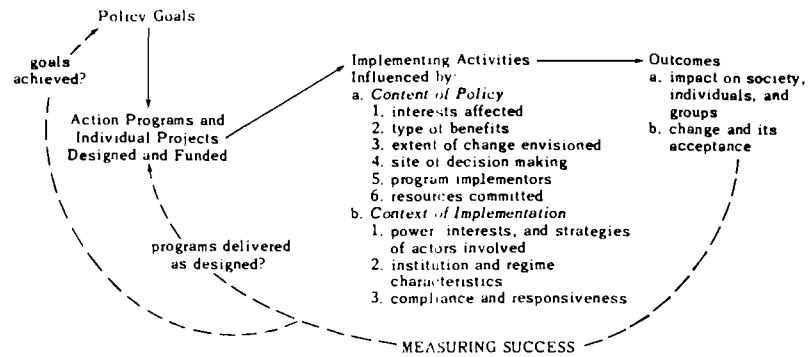 Policy Goals
goals
achieved?
Action Programs and
Individual Projects
Designed and Funded
programs delivered
as designed?
Implementing Activities
Influenced by:
a. Content of Policy
1. interests affected
2. type of benefits
3. extent of change envisioned
4. site of decision making
5. program implementors
6. resources committed
b. Context of Implementation
1. power, interests, and strategies
of actors involved
2. institution and regime
characteristics
3. compliance and responsiveness
Outcomes
a. impact on society,
individuals, and
groups
b. change and its
acceptance
MEASURING SUCCESS